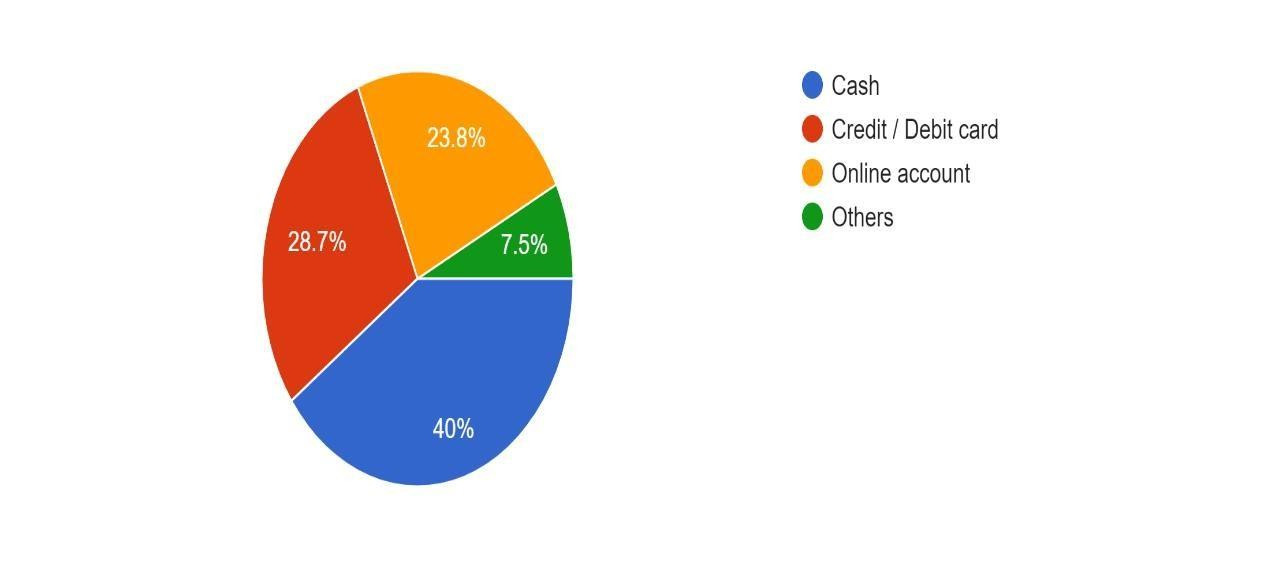 23.8%
28.7%
7.5%
40%
Cash
Credit / Debit card
Online account
Others